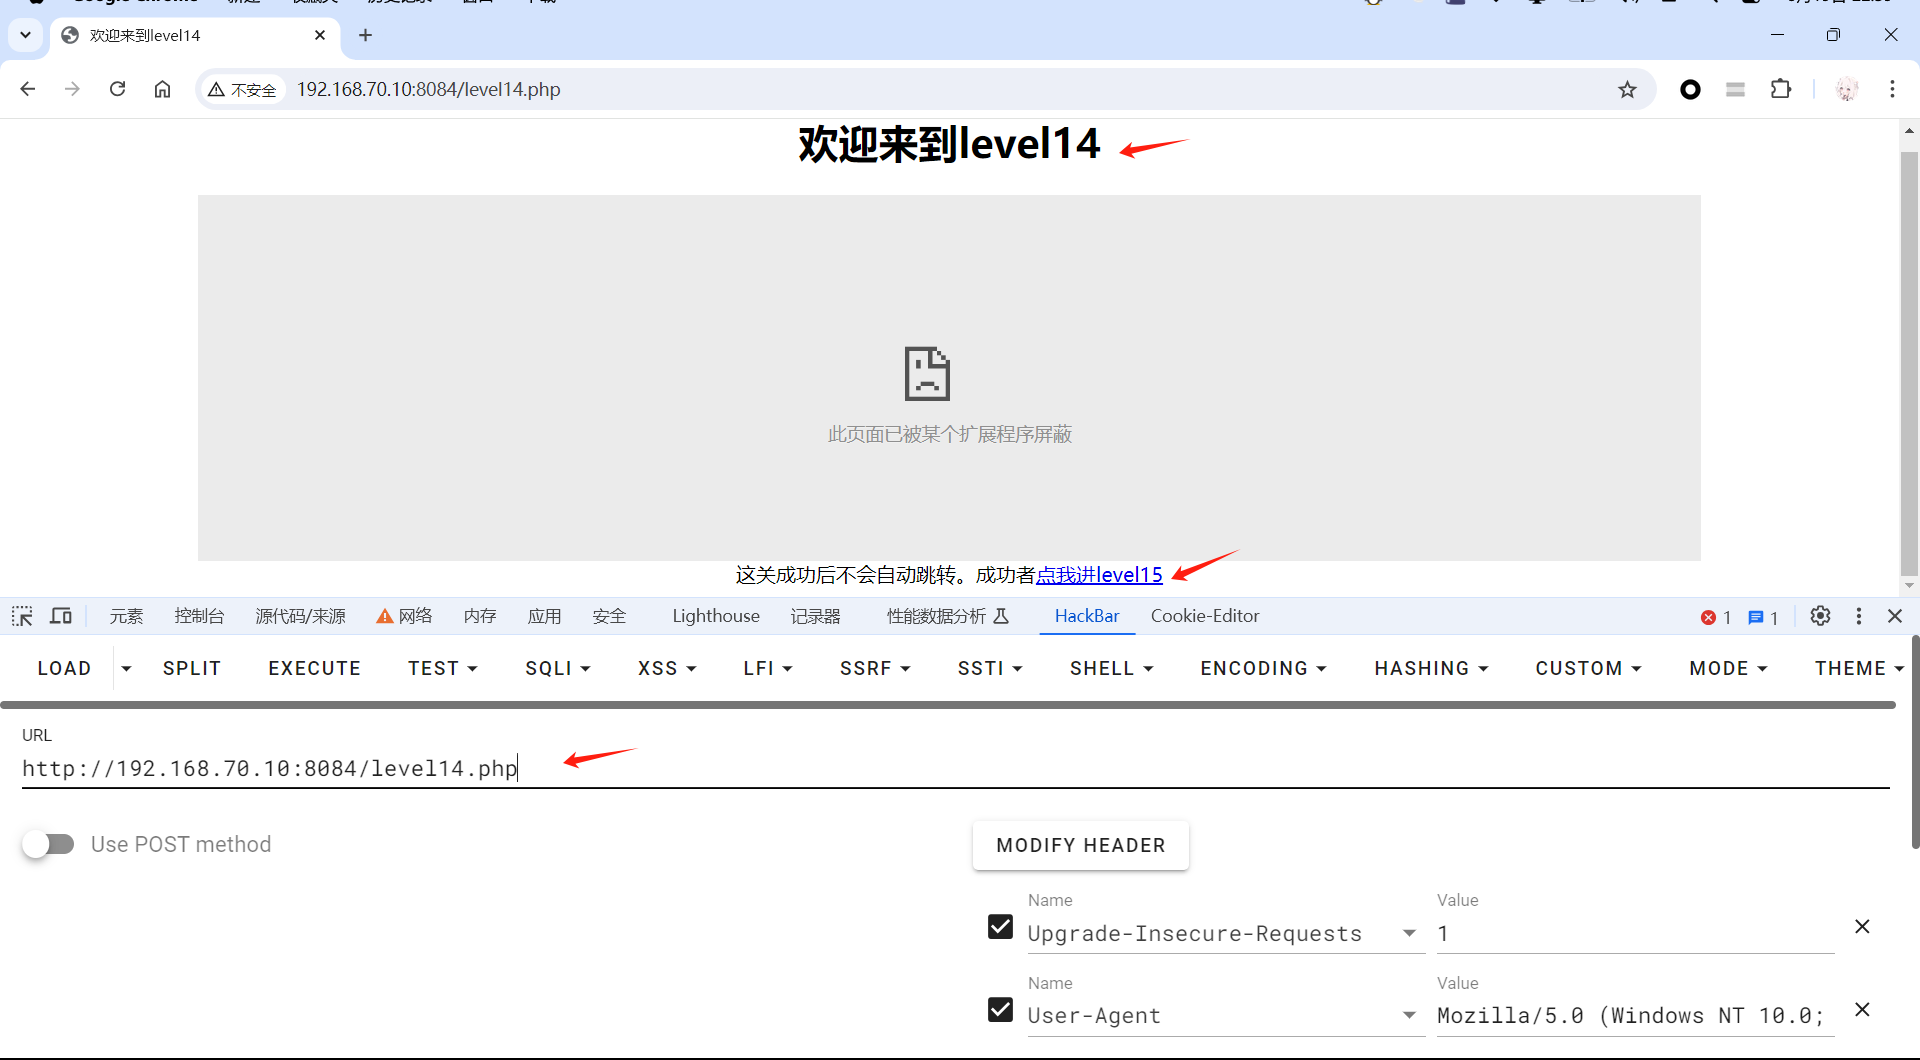 欢迎来到level14
不安全
192.168.70.10:8084/level14.php
欢迎来到level14
此页面已被某个扩展程序屏蔽
这关成功后不会自动跳转。成功者点我进level15
元素 控制台 源代码/来源 网络 内存 应用 安全 Lighthouse 记录器 性能数据分析 HackBar Cookie-Editor 1 1
LOAD SPLIT EXECUTE TEST SQLI XSS LFI SSRF SSTI SHELL ENCODING HASHING CUSTOM MODE THEME
URL
http://192.168.70.10:8084/level14.php
Use POST method
MODIFY HEADER
Name Value
Upgrade-Insecure-Requests 1
Name Value
User-Agent Mozilla/5.0 (Windows NT 10.0;